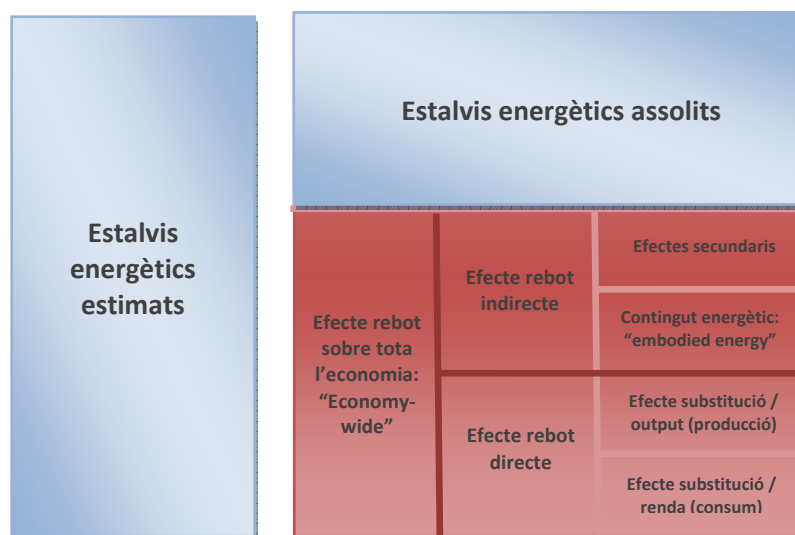 Estalvis
energètics
estimats
Estalvis energètics assolits
Efecte rebot
sobre tota
l’economia:
“Economy-
wide”
Efecte rebot
indirecte
Efectes secundaris
Contingut energètic:
“embodied energy”
Efecte rebot
directe
Efecte substitució /
output (producció)
Efecte substitució /
renda (consum)